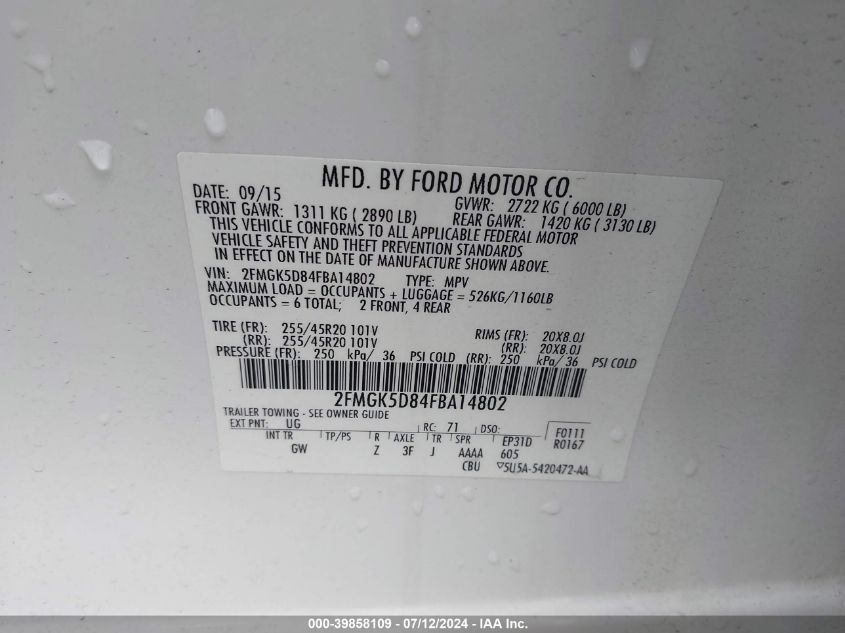 MFD. BY FORD MOTOR CO.
DATE: 09/15 GVWR: 2722 KG ( 6000 LB)
FRONT GAWR: 1311 KG ( 2890 LB) REAR GAWR: 1420 KG ( 3130 LB)
THIS VEHICLE CONFORMS TO ALL APPLICABLE FEDERAL MOTOR
VEHICLE SAFETY AND THEFT PREVENTION STANDARDS
IN EFFECT ON THE DATE OF MANUFACTURE SHOWN ABOVE.
VIN: 2FMGK5D84FBA14802 TYPE: MPV
MAXIMUM LOAD = OCCUPANTS + LUGGAGE = 526KG/1160LB
OCCUPANTS = 6 TOTAL; 2 FRONT, 4 REAR
TIRE (FR): 255/45R20 101V RIMS (FR): 20X8.0J
(RR): 255/45R20 101V (RR): 20X8.0J
PRESSURE (FR): 250 kPa/ 36 PSI COLD (RR): 250 kPa/ 36 PSI COLD
2FMGK5D84FBA14802
TRAILER TOWING - SEE OWNER GUIDE
EXT PNT: UG RC: 71 DSO: F0111
INT TR TP/PS R AXLE TR SPR EP31D R0167
GW Z 3F J AAAA 605
CBU 5U5A-5420472-AA
000-39858109 - 07/12/2024 - IAA Inc.